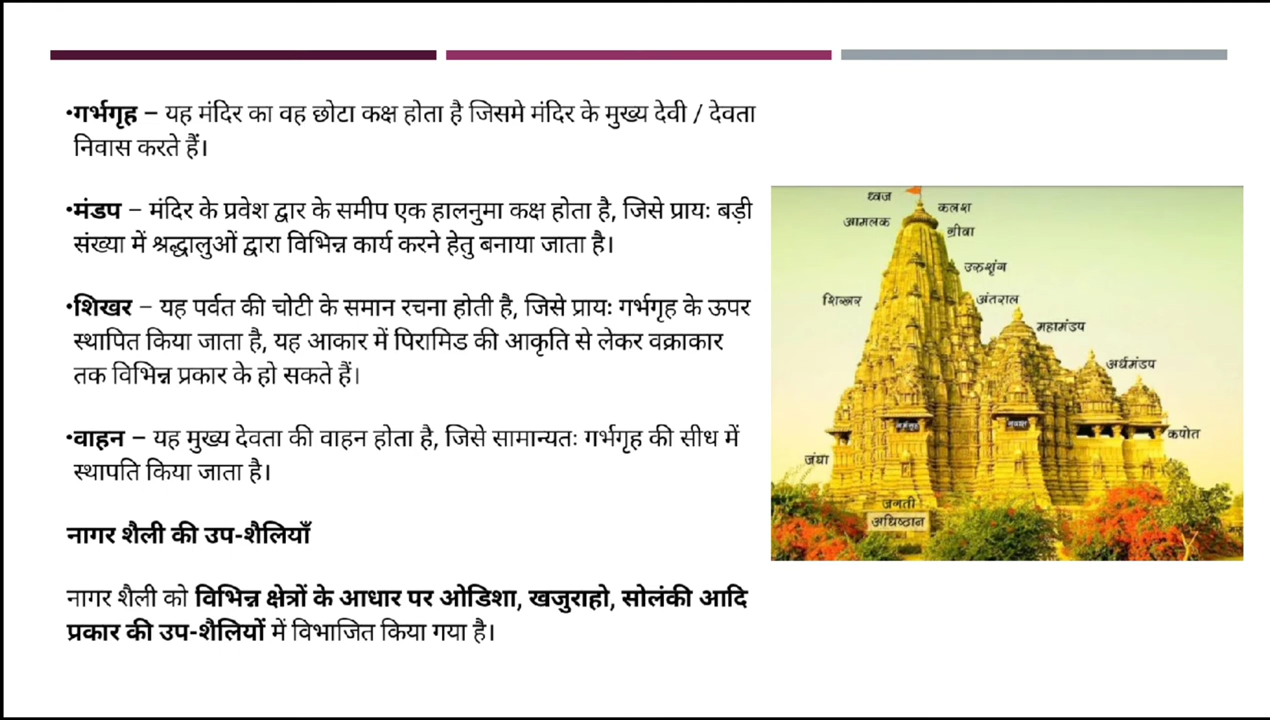 •गर्भगृह – यह मंदिर का वह छोटा कक्ष होता है जिसमे मंदिर के मुख्य देवी / देवता
निवास करते हैं।
•मंडप – मंदिर के प्रवेश द्वार के समीप एक हालनुमा कक्ष होता है, जिसे प्रायः बड़ी
संख्या में श्रद्धालुओं द्वारा विभिन्न कार्य करने हेतु बनाया जाता है।
•शिखर – यह पर्वत की चोटी के समान रचना होती है, जिसे प्रायः गर्भगृह के ऊपर
स्थापित किया जाता है, यह आकार में पिरामिड की आकृति से लेकर वक्राकार
तक विभिन्न प्रकार के हो सकते हैं।
•वाहन – यह मुख्य देवता की वाहन होता है, जिसे सामान्यतः गर्भगृह की सीध में
स्थापति किया जाता है।
नागर शैली की उप-शैलियाँ
नागर शैली को विभिन्न क्षेत्रों के आधार पर ओडिशा, खजुराहो, सोलंकी आदि
प्रकार की उप-शैलियों में विभाजित किया गया है।
ध्वज
कलश
आमलक
ग्रीवा
उरुशृंग
शिखर
अंतराल
महामंडप
अर्धमंडप
गर्भगृह
कपोत
जंघा
जगती
अधिष्ठान